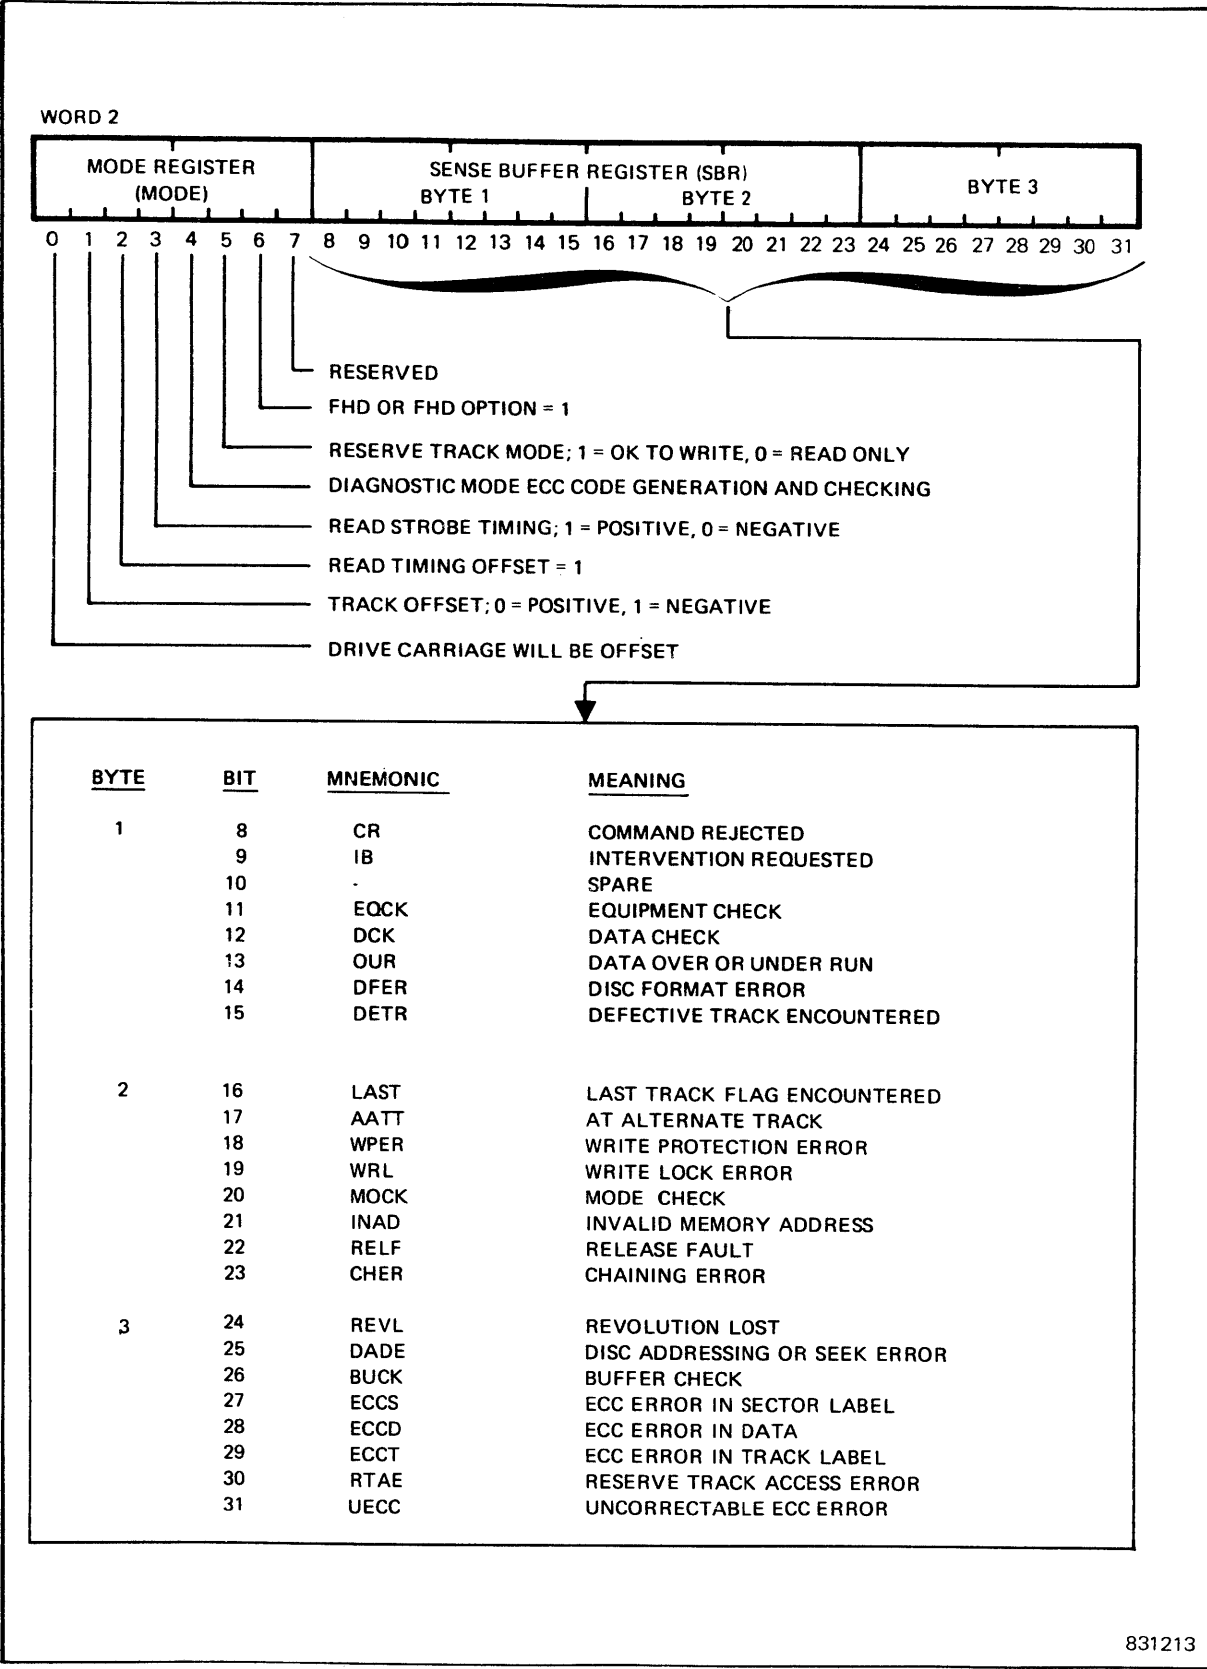 WORD 2
MODE REGISTER SENSE BUFFER REGISTER (SBR) BYTE 3
(MODE) BYTE 1 BYTE 2
0 1 2 3 4 5 6 7 8 9 10 11 12 13 14 15 16 17 18 19 20 21 22 23 24 25 26 27 28 29 30 31
RESERVED
FHD OR FHD OPTION = 1
RESERVE TRACK MODE; 1 = OK TO WRITE, 0 = READ ONLY
DIAGNOSTIC MODE ECC CODE GENERATION AND CHECKING
READ STROBE TIMING; 1 = POSITIVE, 0 = NEGATIVE
READ TIMING OFFSET = 1
TRACK OFFSET; 0 = POSITIVE, 1 = NEGATIVE
DRIVE CARRIAGE WILL BE OFFSET
BYTE BIT MNEMONIC MEANING
1 8 CR COMMAND REJECTED
9 IB INTERVENTION REQUESTED
10 - SPARE
11 EQCK EQUIPMENT CHECK
12 DCK DATA CHECK
13 OUR DATA OVER OR UNDER RUN
14 DFER DISC FORMAT ERROR
15 DETR DEFECTIVE TRACK ENCOUNTERED
2 16 LAST LAST TRACK FLAG ENCOUNTERED
17 AATT AT ALTERNATE TRACK
18 WPER WRITE PROTECTION ERROR
19 WRL WRITE LOCK ERROR
20 MOCK MODE CHECK
21 INAD INVALID MEMORY ADDRESS
22 RELF RELEASE FAULT
23 CHER CHAINING ERROR
3 24 REVL REVOLUTION LOST
25 DADE DISC ADDRESSING OR SEEK ERROR
26 BUCK BUFFER CHECK
27 ECCS ECC ERROR IN SECTOR LABEL
28 ECCD ECC ERROR IN DATA
29 ECCT ECC ERROR IN TRACK LABEL
30 RTAE RESERVE TRACK ACCESS ERROR
31 UECC UNCORRECTABLE ECC ERROR
831213